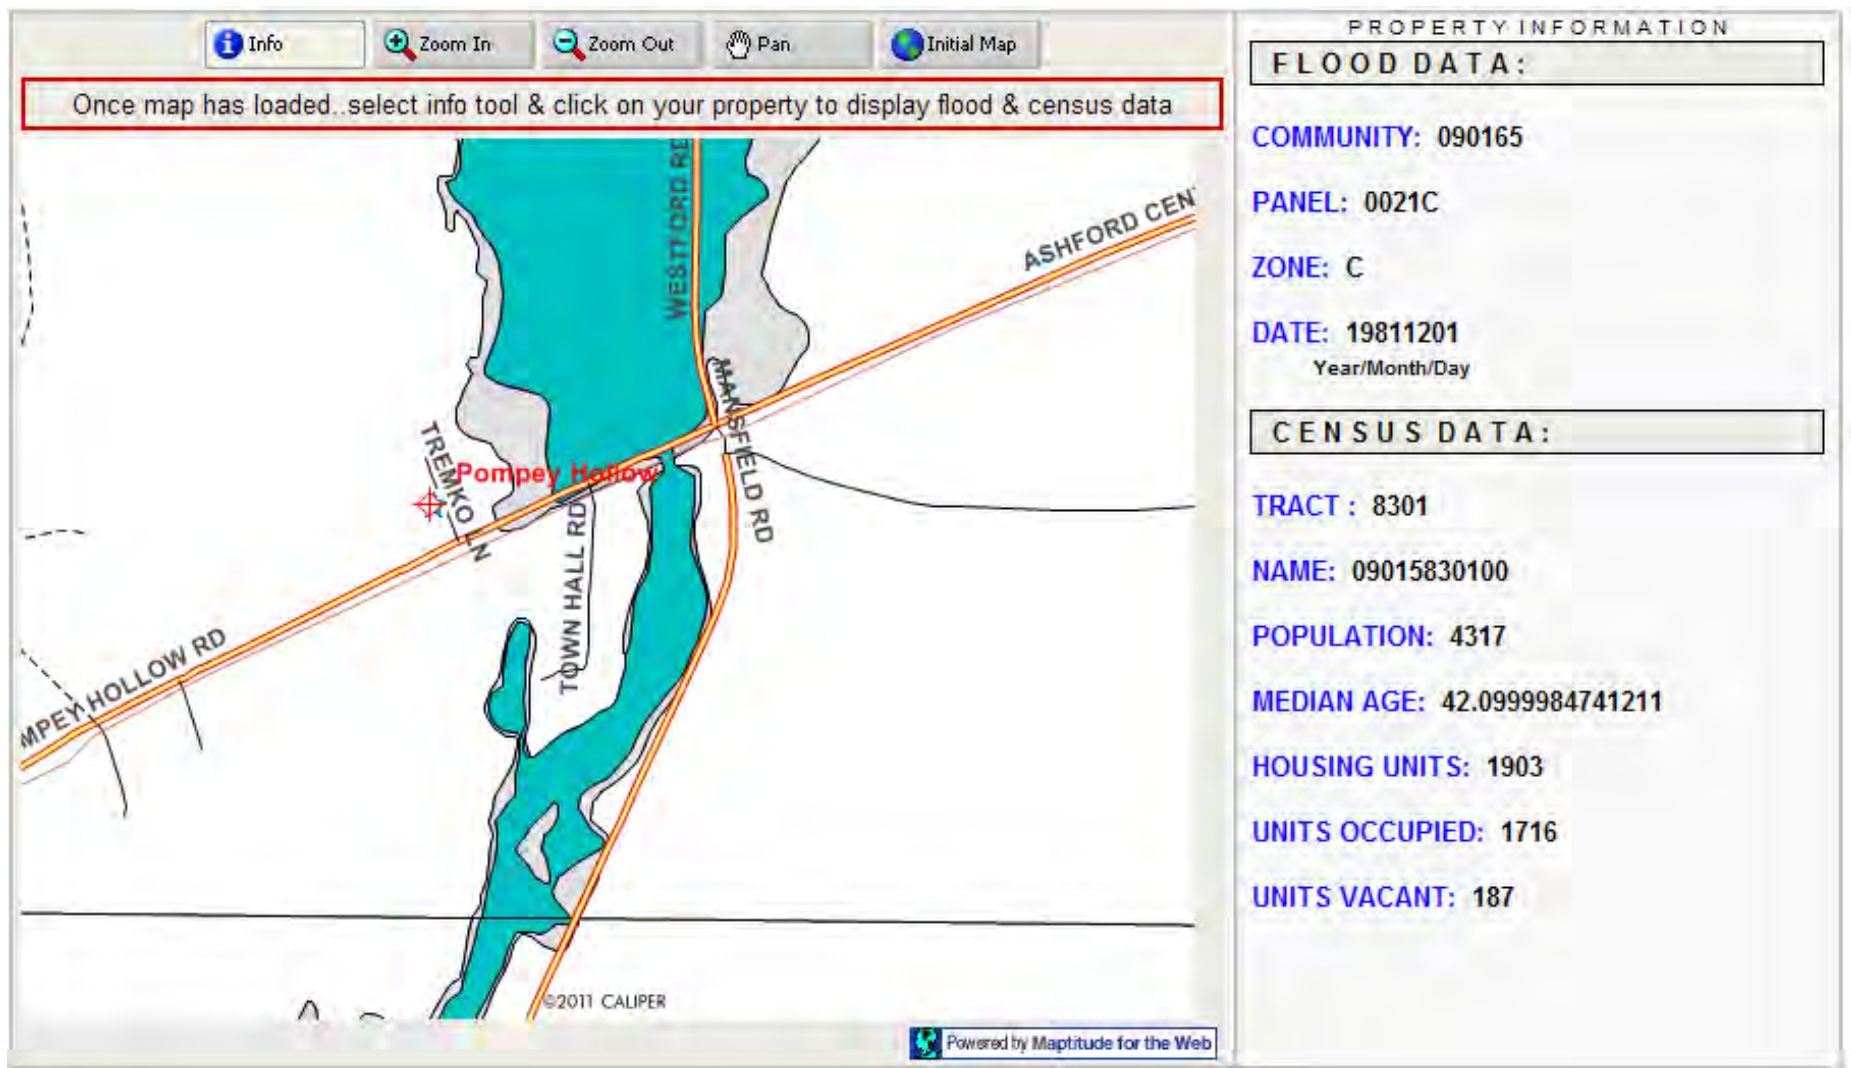 Info
Zoom In
Zoom Out
Pan
Initial Map
Once map has loaded..select info tool & click on your property to display flood & census data
WESTFORD RD
ASHFORD CENT
MANSFIELD RD
TREMKO LN
Pompey Hollow
TOWN HALL RD
MPEY HOLLOW RD
©2011 CALIPER
Powered by Maptitude for the Web
PROPERTY INFORMATION
FLOOD DATA:
COMMUNITY: 090165
PANEL: 0021C
ZONE: C
DATE: 19811201
Year/Month/Day
CENSUS DATA:
TRACT : 8301
NAME: 09015830100
POPULATION: 4317
MEDIAN AGE: 42.0999984741211
HOUSING UNITS: 1903
UNITS OCCUPIED: 1716
UNITS VACANT: 187